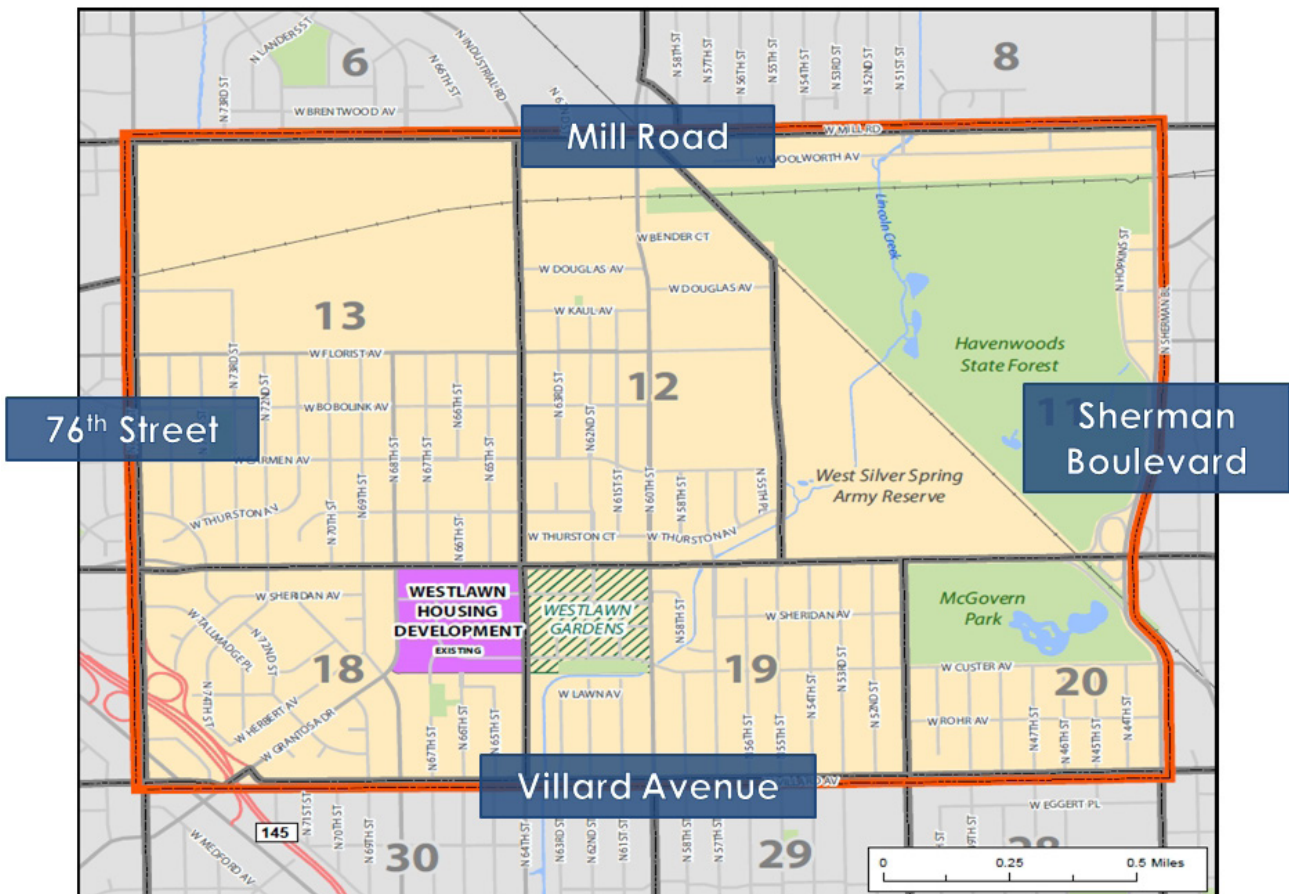 N LANDERS ST
6
N INDUSTRIAL RD
N 66TH ST
N 73RD ST
W BRENTWOOD AV
N 58TH ST
N 57TH ST
N 56TH ST
N 55TH ST
N 54TH ST
N 53RD ST
N 52ND ST
N 51ST ST
8
Mill Road
W MILL RD
W WOOLWORTH AV
Lincoln Creek
W BENDER CT
W DOUGLAS AV
W DOUGLAS AV
W KAUL AV
N HOPKINS ST
N SHERMAN BL
13
12
Havenwoods
State Forest
11
W FLORIST AV
N 73RD ST
N 72ND ST
N 66TH ST
N 63RD ST
N 62ND ST
76th Street
W BOBOLINK AV
Sherman
Boulevard
W CARMEN AV
N 68TH ST
N 67TH ST
N 65TH ST
N 69TH ST
N 70TH ST
N 66TH ST
N 61ST ST
N 60TH ST
N 58TH ST
N 55TH PL
West Silver Spring
Army Reserve
W THURSTON AV
W THURSTON CT
W THURSTON AV
W SHERIDAN AV
W TALLMADGE PL
N 72ND ST
N 74TH ST
WESTLAWN
HOUSING
DEVELOPMENT
EXISTING
WESTLAWN
GARDENS
N 58TH ST
W SHERIDAN AV
McGovern
Park
18
19
20
W CUSTER AV
W HERBERT AV
W GRANTOSA DR
W LAWN AV
N 67TH ST
N 66TH ST
N 65TH ST
N 56TH ST
N 55TH ST
N 54TH ST
N 53RD ST
N 52ND ST
W ROHR AV
N 47TH ST
N 46TH ST
N 45TH ST
N 44TH ST
Villard Avenue
W EGGERT PL
145
N 71ST ST
N 70TH ST
N 69TH ST
W MEDFORD AV
30
N 64TH ST
N 63RD ST
N 62ND ST
N 61ST ST
N 58TH ST
N 57TH ST
29
28
0 0.25 0.5 Miles